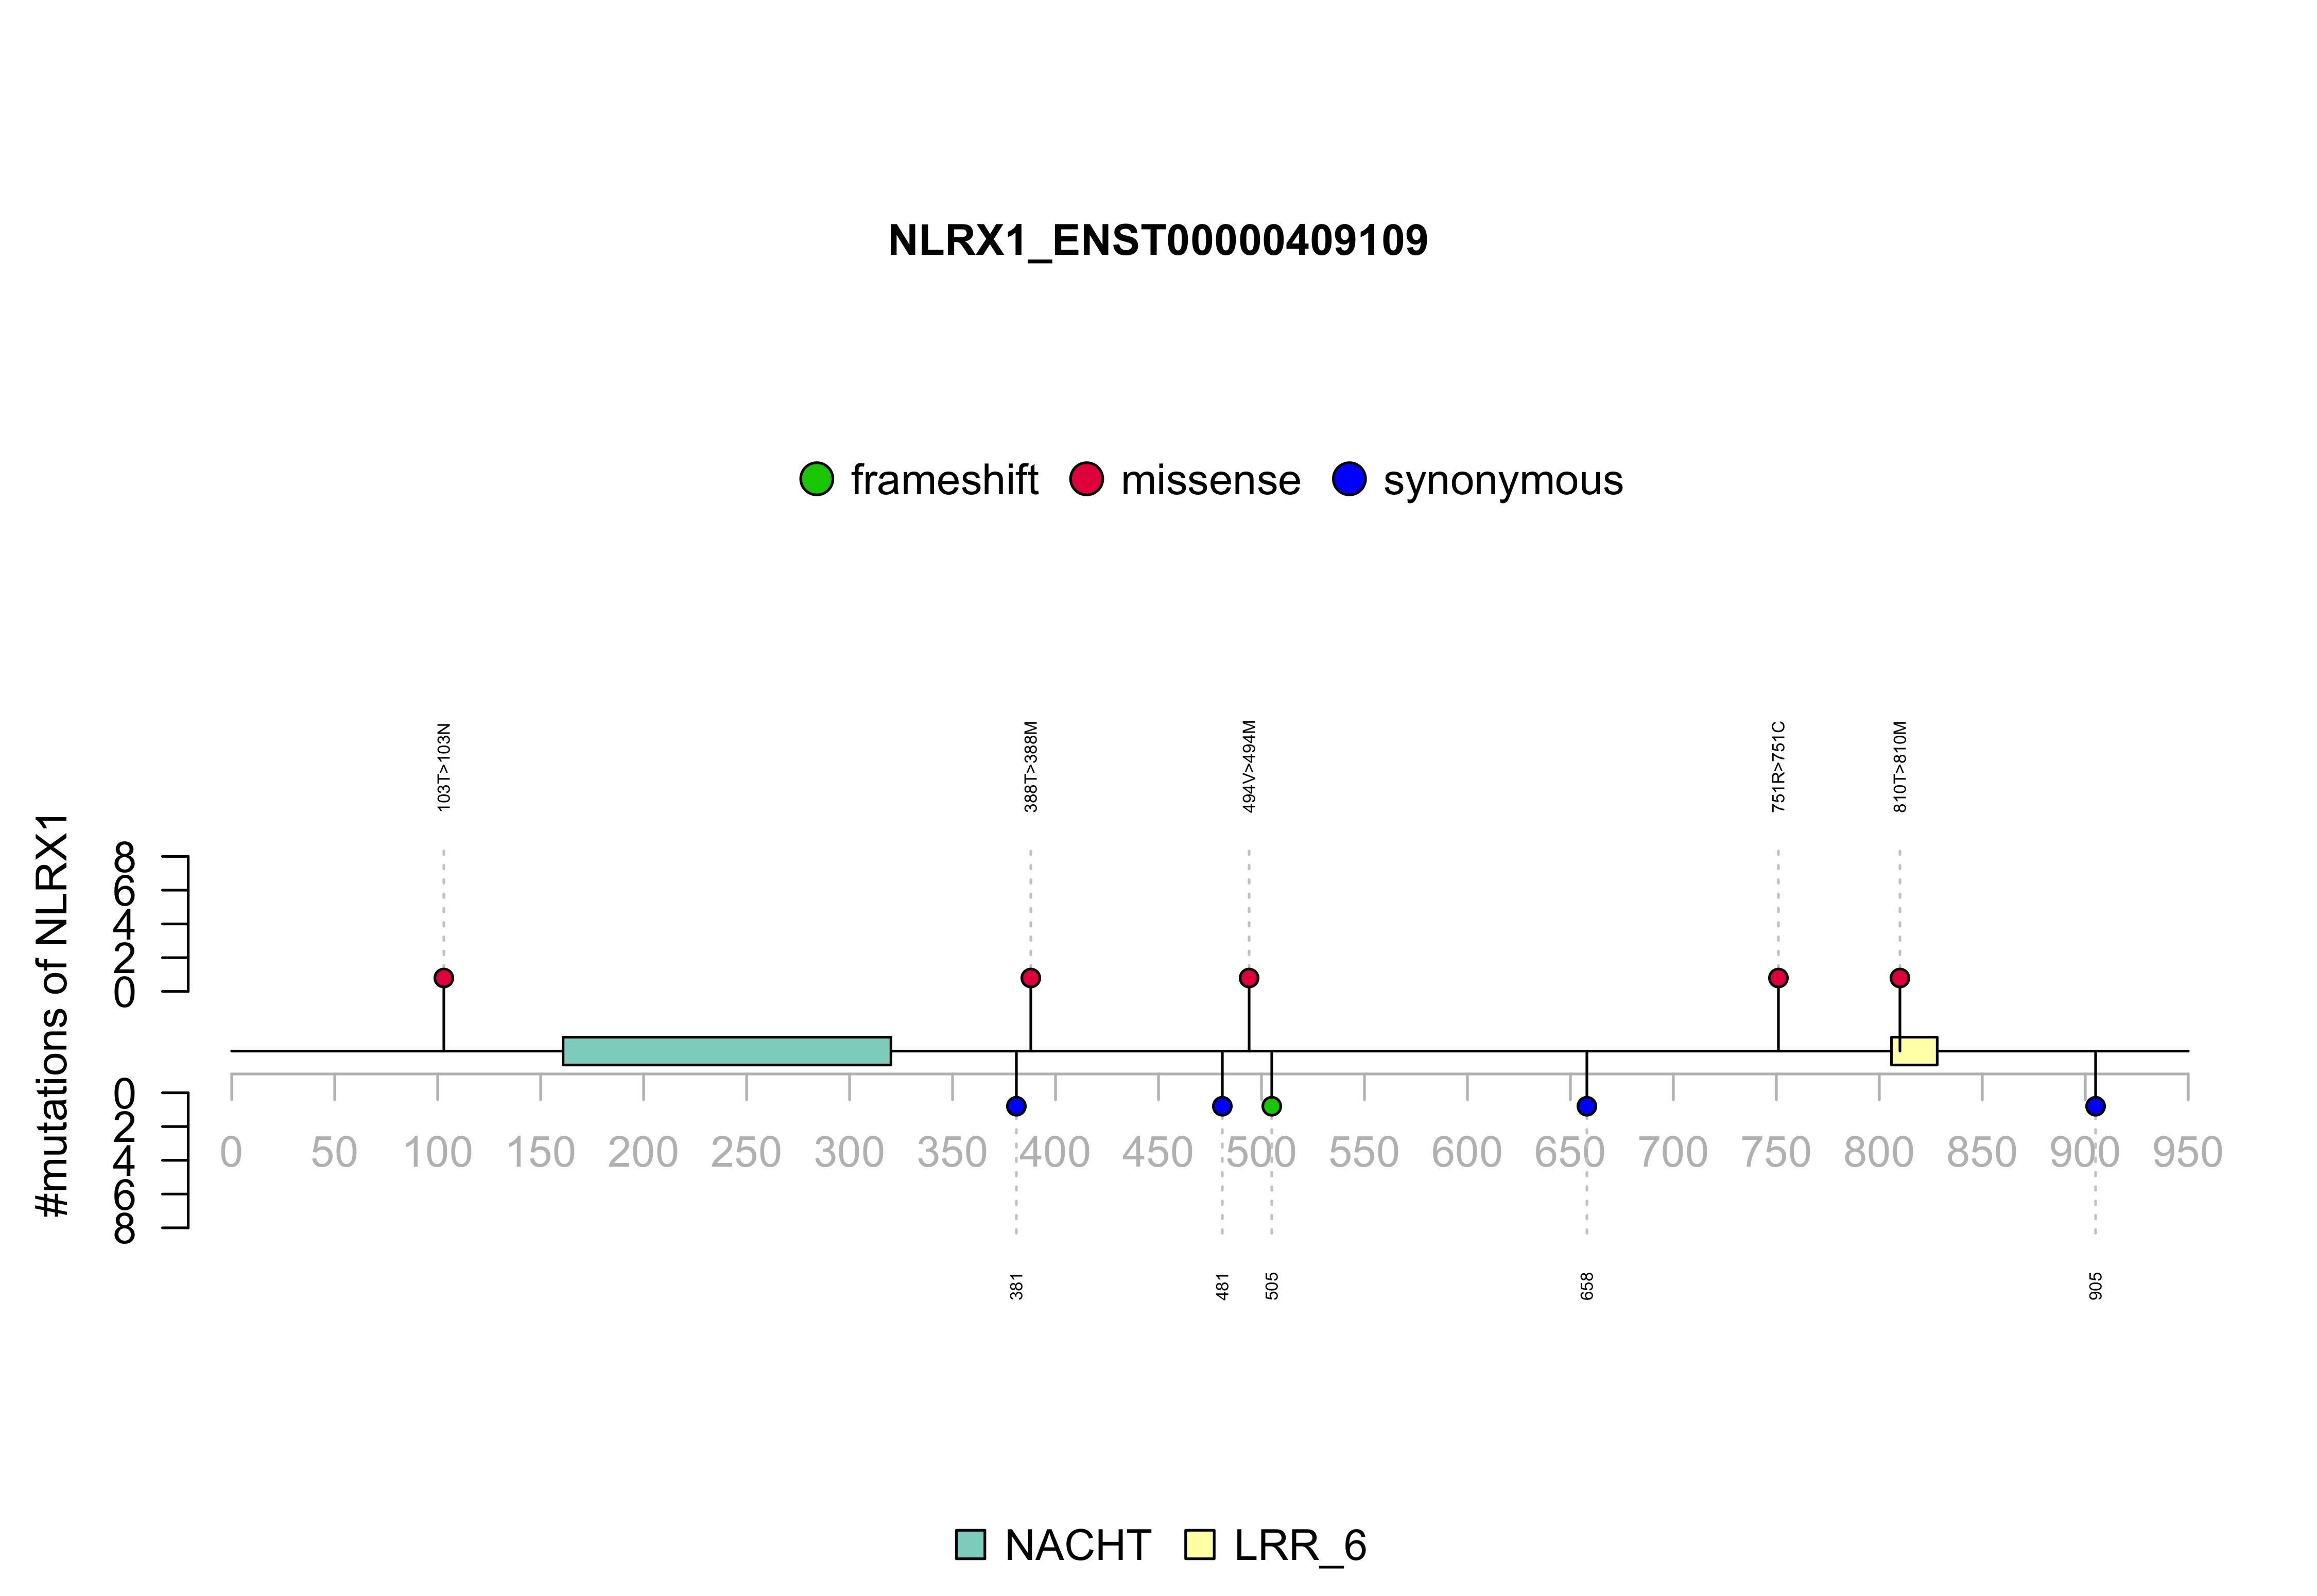 NLRX1_ENST00000409109
frameshift missense synonymous
103T>103N 388T>388M 494V>494M 751R>751C 810T>810M
#mutations of NLRX1
8
6
4
2
0
0
2
4
6
8
0 50 100 150 200 250 300 350 400 450 500 550 600 650 700 750 800 850 900 950
381 481 505 658 905
NACHT LRR_6